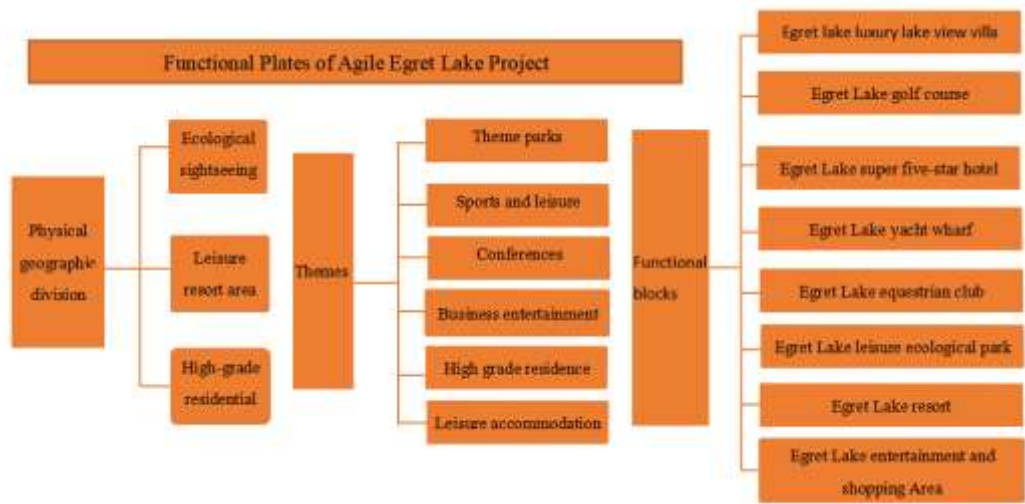 Functional Plates of Agile Egret Lake Project
Physical
geographic
division
Ecological
sightseeing
Leisure
resort area
High-grade
residential
Themes
Theme parks
Sports and leisure
Conferences
Business entertainment
High grade residence
Leisure accommodation
Functional
blocks
Egret lake luxury lake view villa
Egret Lake golf course
Egret Lake super five-star hotel
Egret Lake yacht wharf
Egret Lake equestrian club
Egret Lake leisure ecological park
Egret Lake resort
Egret Lake entertainment and
shopping Area